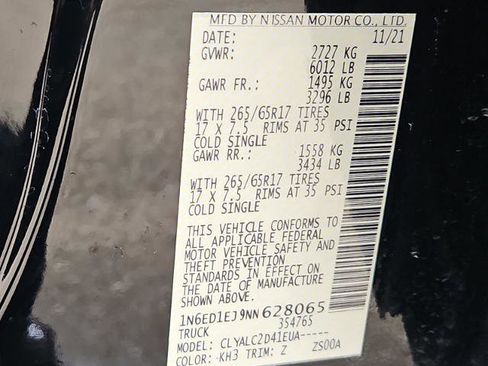 MFD BY NISSAN MOTOR CO., LTD.
DATE: 11/21
GVWR: 2727 KG
6012 LB
GAWR FR.: 1495 KG
3296 LB
WITH 265/65R17 TIRES
17 X 7.5 RIMS AT 35 PSI
COLD SINGLE
GAWR RR.: 1558 KG
3434 LB
WITH 265/65R17 TIRES
17 X 7.5 RIMS AT 35 PSI
COLD SINGLE
THIS VEHICLE CONFORMS TO
ALL APPLICABLE FEDERAL
MOTOR VEHICLE SAFETY AND
THEFT PREVENTION
STANDARDS IN EFFECT ON
THE DATE OF MANUFACTURE
SHOWN ABOVE.
1N6ED1EJ9NN628065
TRUCK 354765
MODEL: CLYALC2D41EUA-----
COLOR: KH3 TRIM: Z ZS00A